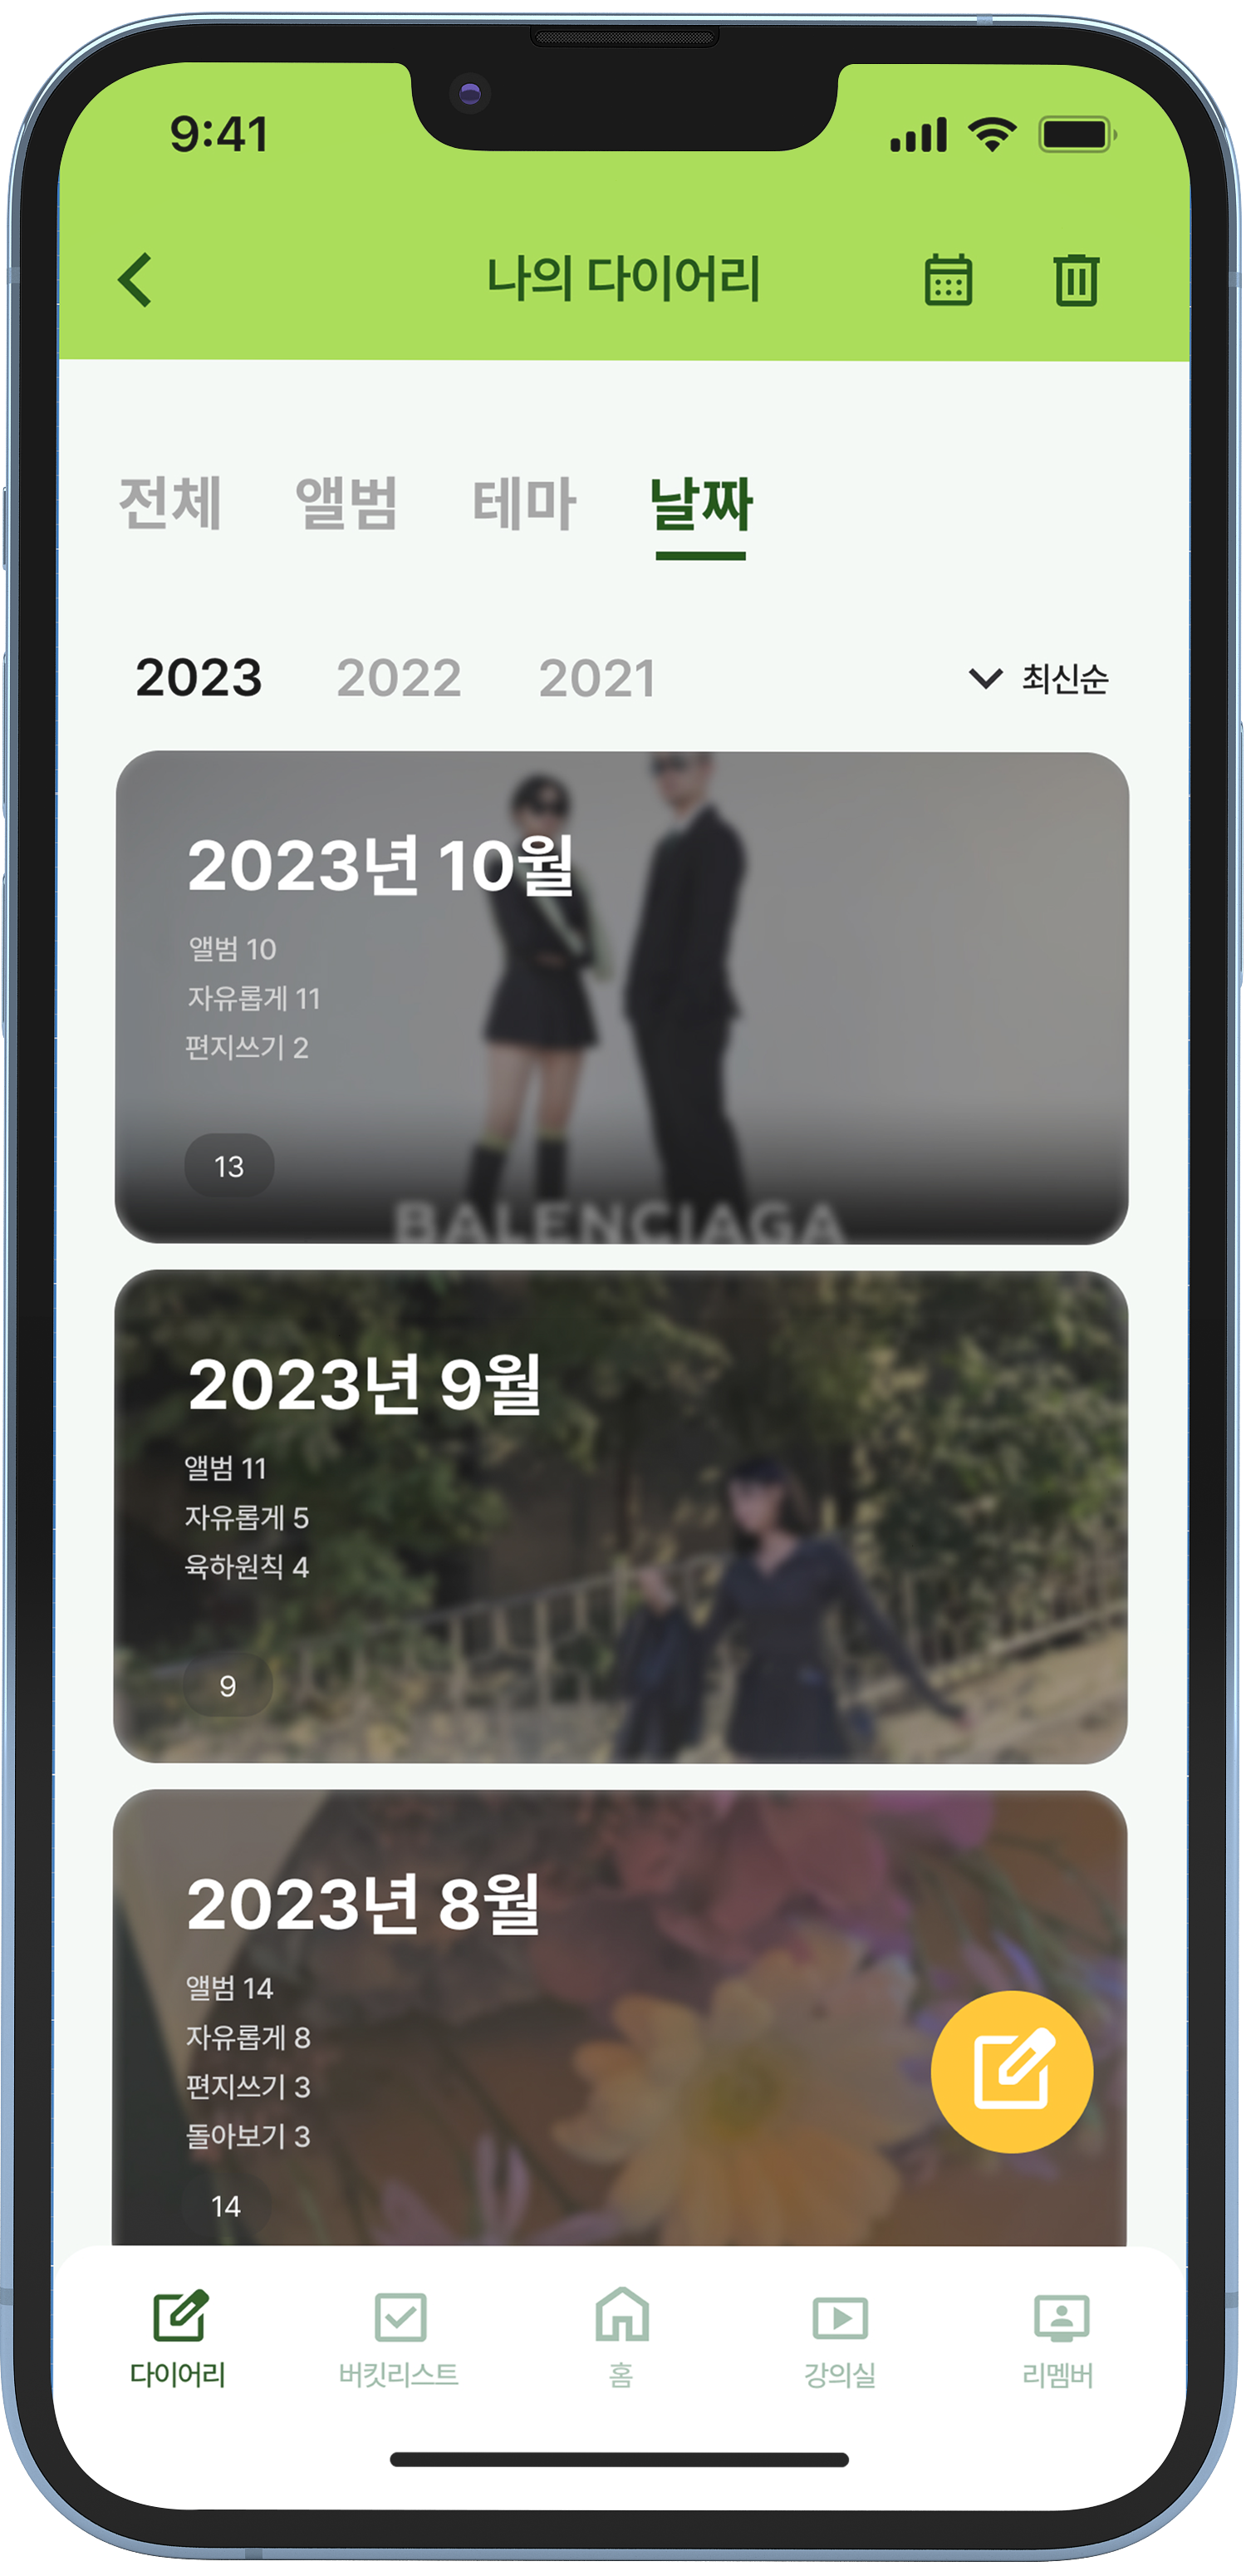 9:41
나의 다이어리
전체 앨범 테마 날짜
2023 2022 2021 최신순
2023년 10월
앨범 10
자유롭게 11
편지쓰기 2
13
BALENCIAGA
2023년 9월
앨범 11
자유롭게 5
육하원칙 4
9
2023년 8월
앨범 14
자유롭게 8
편지쓰기 3
돌아보기 3
14
다이어리 버킷리스트 홈 강의실 리멤버